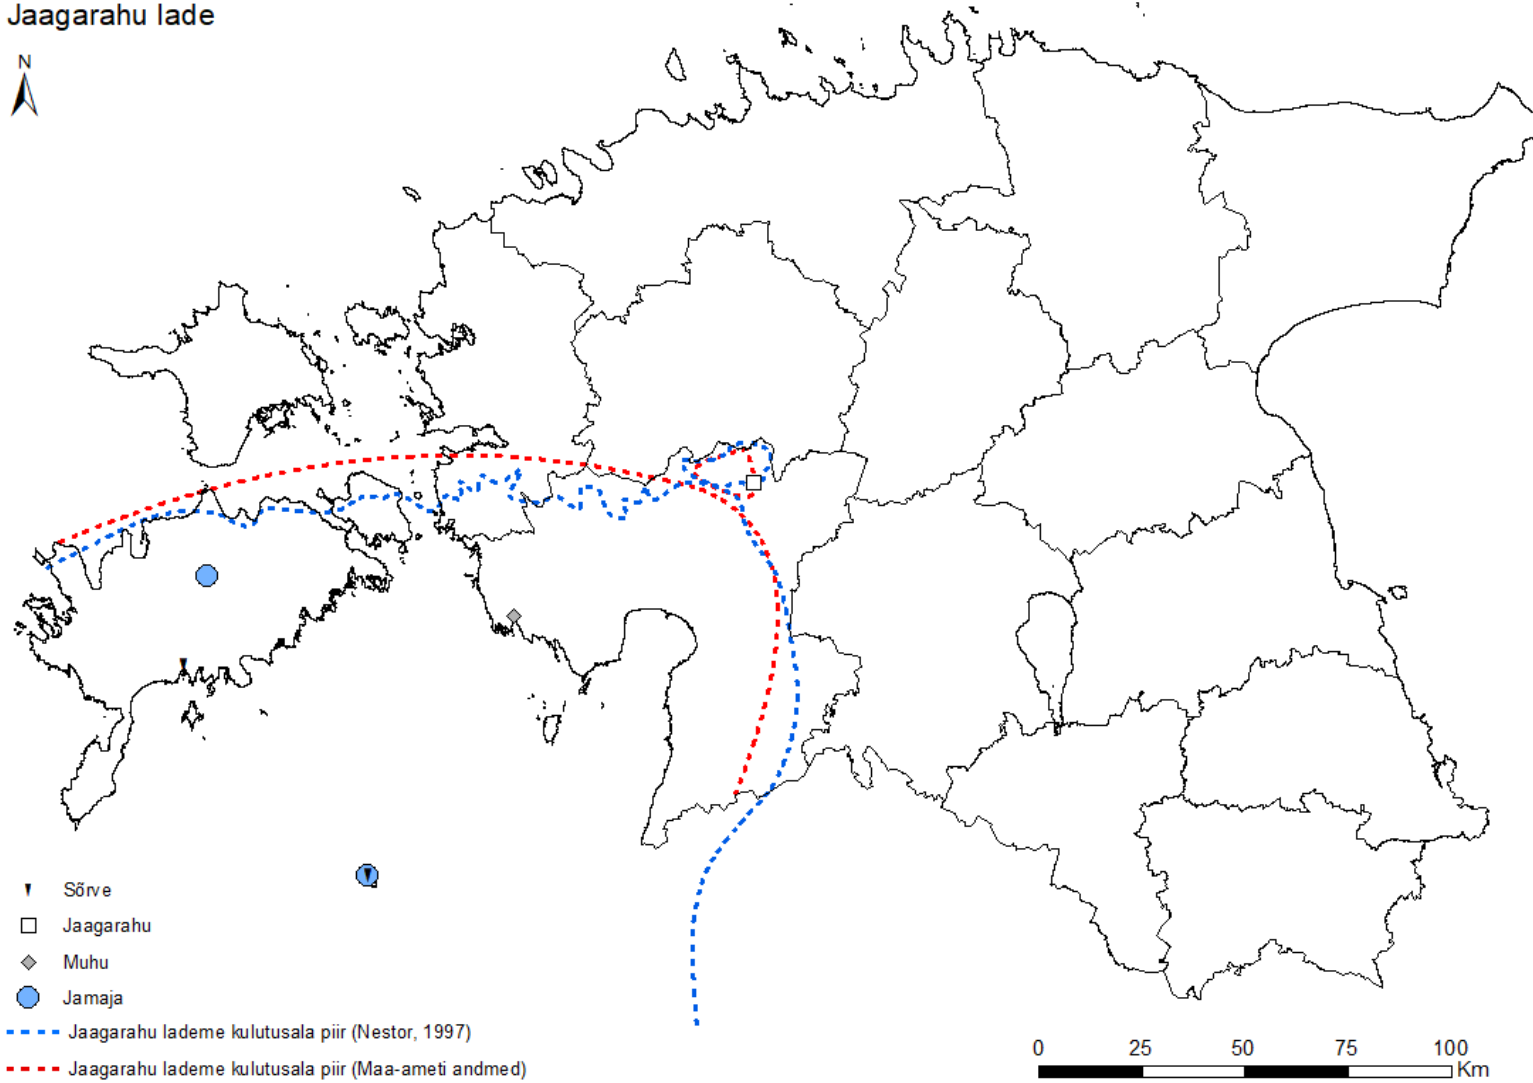 Jaagarahu lade
N
Sõrve
Jaagarahu
Muhu
Jamaja
Jaagarahu lademe kulutusala piir (Nestor, 1997)
Jaagarahu lademe kulutusala piir (Maa-ameti andmed)
0 25 50 75 100
Km